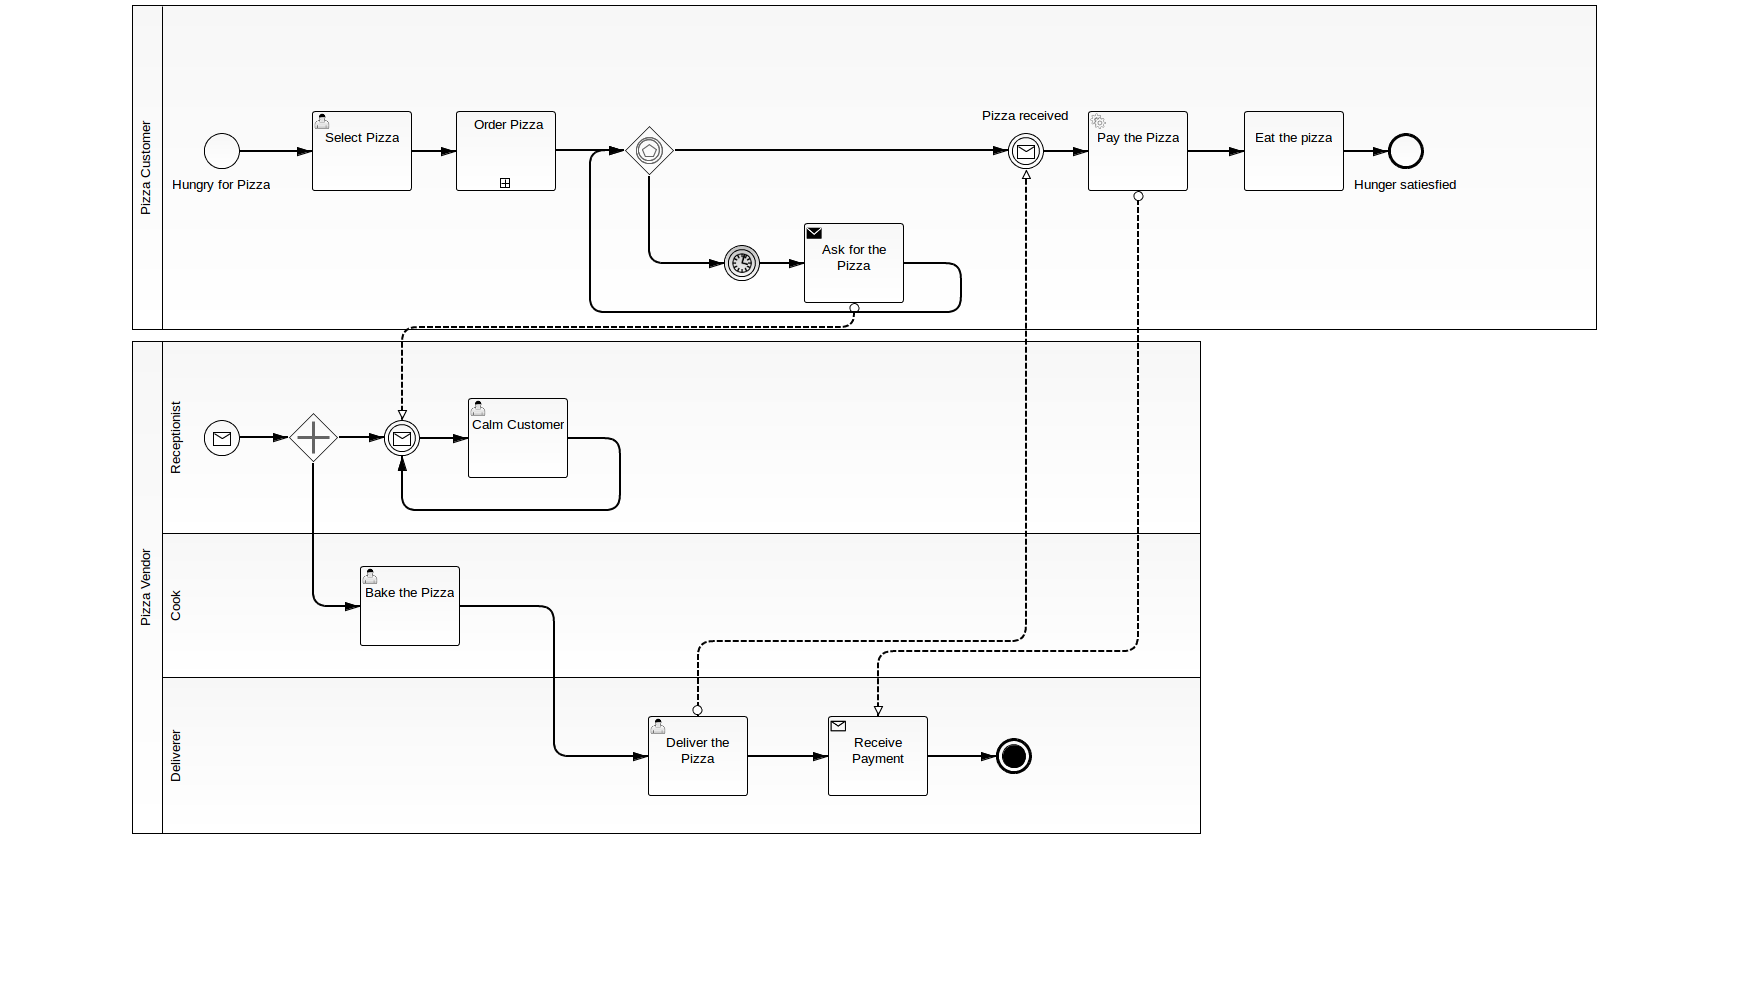 Pizza Customer
Pizza received
Select Pizza
Order Pizza
Pay the Pizza
Eat the pizza
Hungry for Pizza
Hunger satiesfied
Ask for the
Pizza
Pizza Vendor
Receptionist
Calm Customer
Cook
Bake the Pizza
Deliverer
Deliver the
Pizza
Receive
Payment